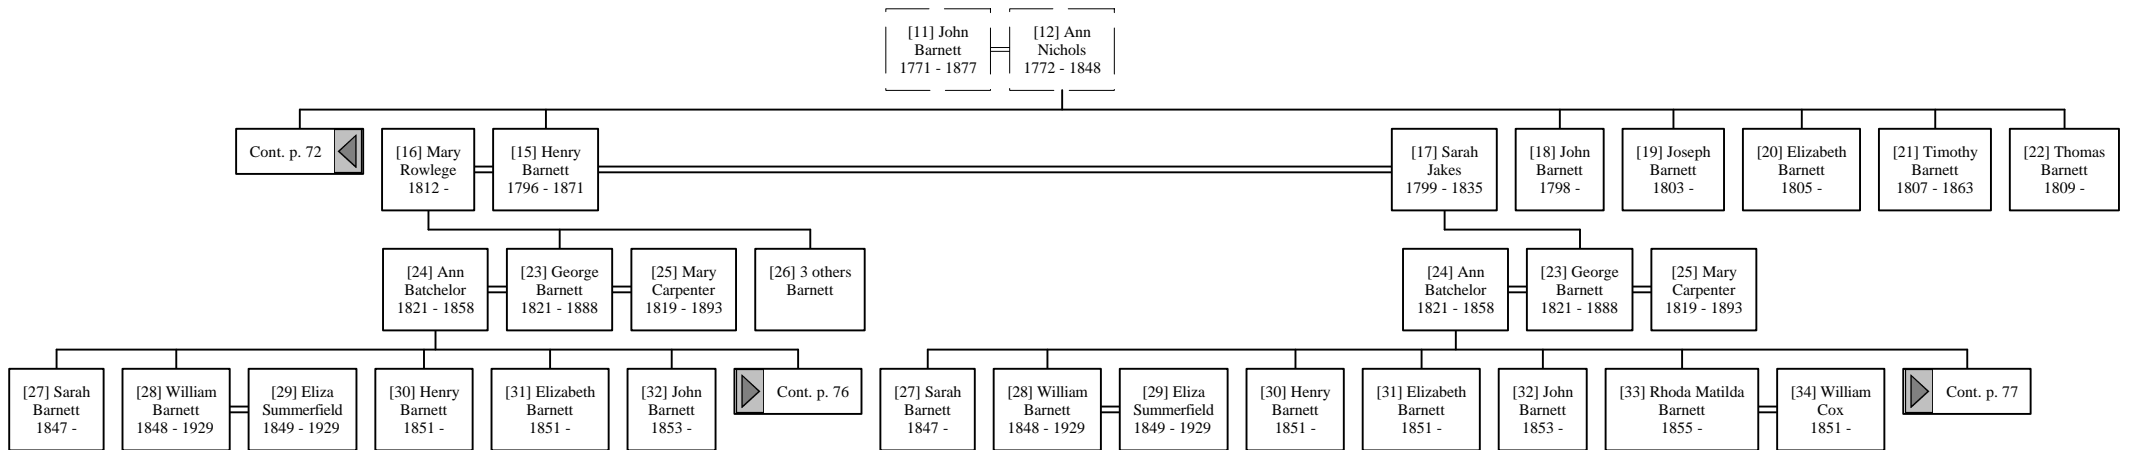 [11] John
Barnett
1771 - 1877
[12] Ann
Nichols
1772 - 1848
Cont. p. 72
[16] Mary
Rowlege
1812 -
[15] Henry
Barnett
1796 - 1871
[17] Sarah
Jakes
1799 - 1835
[18] John
Barnett
1798 -
[19] Joseph
Barnett
1803 -
[20] Elizabeth
Barnett
1805 -
[21] Timothy
Barnett
1807 - 1863
[22] Thomas
Barnett
1809 -
[24] Ann
Batchelor
1821 - 1858
[23] George
Barnett
1821 - 1888
[25] Mary
Carpenter
1819 - 1893
[26] 3 others
Barnett
[24] Ann
Batchelor
1821 - 1858
[23] George
Barnett
1821 - 1888
[25] Mary
Carpenter
1819 - 1893
[27] Sarah
Barnett
1847 -
[28] William
Barnett
1848 - 1929
[29] Eliza
Summerfield
1849 - 1929
[30] Henry
Barnett
1851 -
[31] Elizabeth
Barnett
1851 -
[32] John
Barnett
1853 -
Cont. p. 76
[27] Sarah
Barnett
1847 -
[28] William
Barnett
1848 - 1929
[29] Eliza
Summerfield
1849 - 1929
[30] Henry
Barnett
1851 -
[31] Elizabeth
Barnett
1851 -
[32] John
Barnett
1853 -
[33] Rhoda Matilda
Barnett
1855 -
[34] William
Cox
1851 -
Cont. p. 77